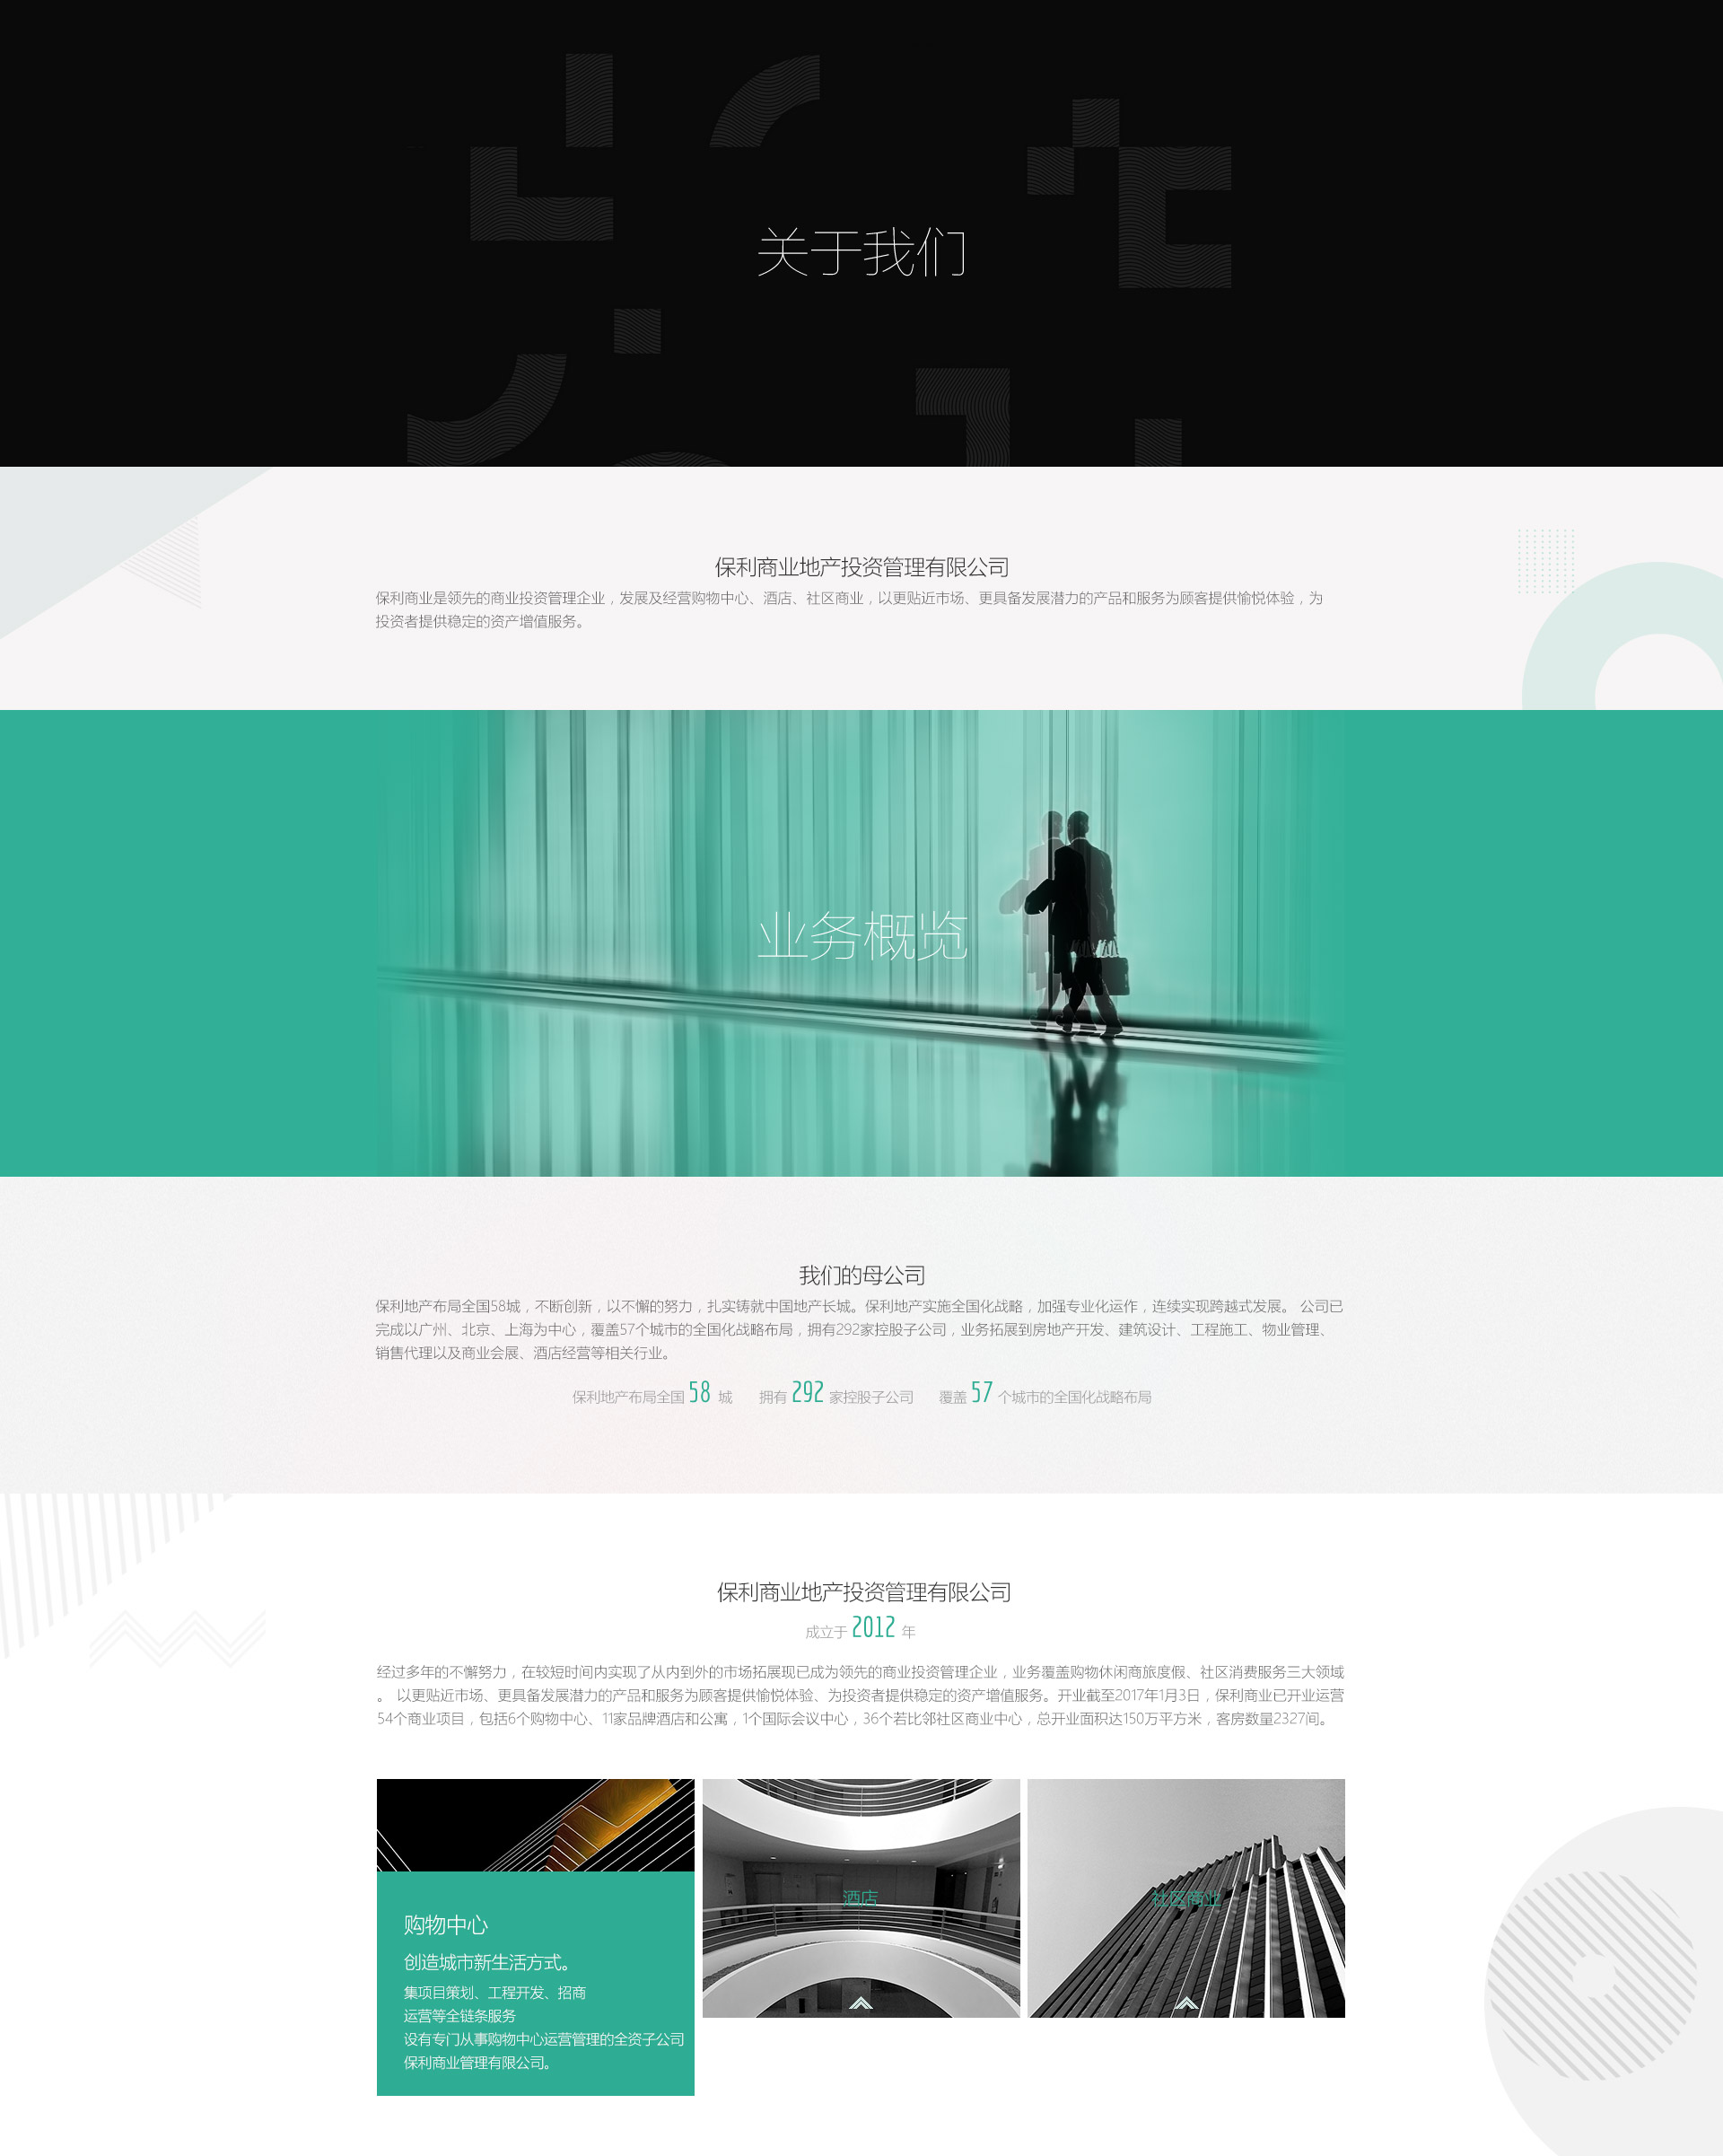 关于我们
保利商业地产投资管理有限公司
保利商业是领先的商业投资管理企业，发展及经营购物中心、酒店、社区商业，以更贴近市场、更具备发展潜力的产品和服务为顾客提供愉悦体验，为
投资者提供稳定的资产增值服务。
业务概览
我们的母公司
保利地产布局全国58城，不断创新，以不懈的努力，扎实铸就中国地产长城。保利地产实施全国化战略，加强专业化运作，连续实现跨越式发展。 公司已
完成以广州、北京、上海为中心，覆盖57个城市的全国化战略布局，拥有292家控股子公司，业务拓展到房地产开发、建筑设计、工程施工、物业管理、
销售代理以及商业会展、酒店经营等相关行业。
保利地产布局全国 58 城 拥有 292 家控股子公司 覆盖 57 个城市的全国化战略布局
保利商业地产投资管理有限公司
成立于 2012 年
经过多年的不懈努力，在较短时间内实现了从内到外的市场拓展现已成为领先的商业投资管理企业，业务覆盖购物休闲商旅度假、社区消费服务三大领域
。 以更贴近市场、更具备发展潜力的产品和服务为顾客提供愉悦体验、为投资者提供稳定的资产增值服务。开业截至2017年1月3日，保利商业已开业运营
54个商业项目，包括6个购物中心、11家品牌酒店和公寓，1个国际会议中心，36个若比邻社区商业中心，总开业面积达150万平方米，客房数量2327间。
购物中心
创造城市新生活方式。
集项目策划、工程开发、招商
运营等全链条服务
设有专门从事购物中心运营管理的全资子公司
保利商业管理有限公司。
酒店
社区商业